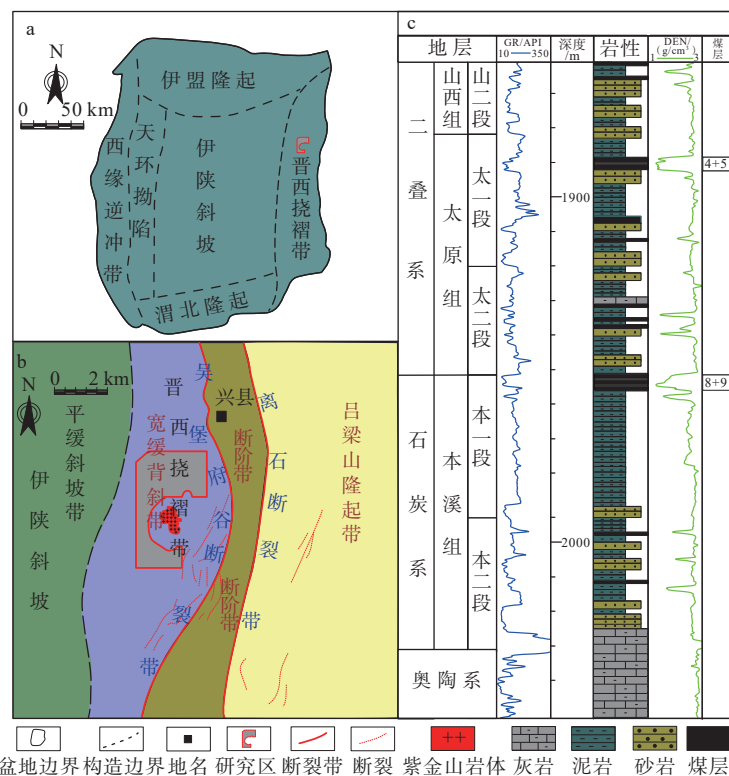 a
N
0 50 km
伊盟隆起
西缘逆冲带
天环拗陷
伊陕斜坡
晋西挠褶带
渭北隆起
b
N
0 2 km
伊陕斜坡
平缓斜坡带
晋西挠褶带
宽缓背斜带
吴堡府谷断裂带
兴县
断阶带
断阶带
离石断裂带
吕梁山隆起带
c
地层
GR/API
10 350
深度
/m
岩性
DEN/
(g/cm³)
1 3
煤层
二叠系
山西组
山二段
太原组
太一段
太二段
石炭系
本溪组
本一段
本二段
奥陶系
1900
2000
4+5
8+9
盆地边界 构造边界 地名 研究区 断裂带 断裂 紫金山岩体 灰岩 泥岩 砂岩 煤层